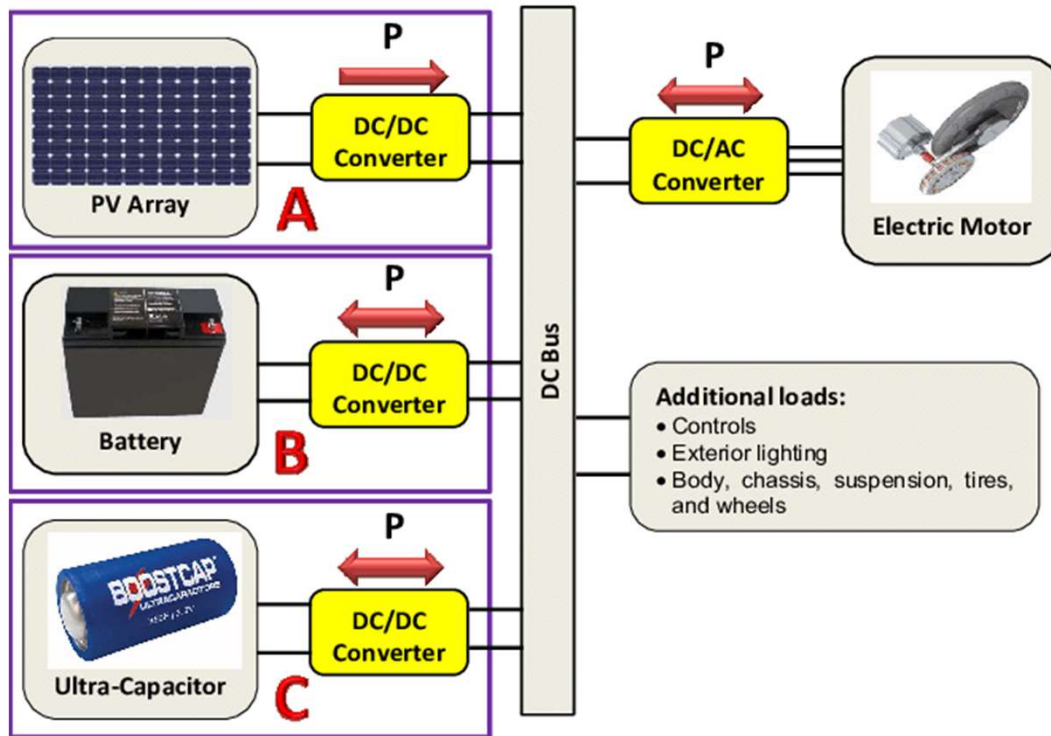 P
DC/DC
Converter
PV Array
A
P
DC/DC
Converter
Battery
B
P
DC/DC
Converter
BOOSTCAP
ULTRACAPACITORS
Ultra-Capacitor
C
DC Bus
P
DC/AC
Converter
Electric Motor
Additional loads:
• Controls
• Exterior lighting
• Body, chassis, suspension, tires,
and wheels